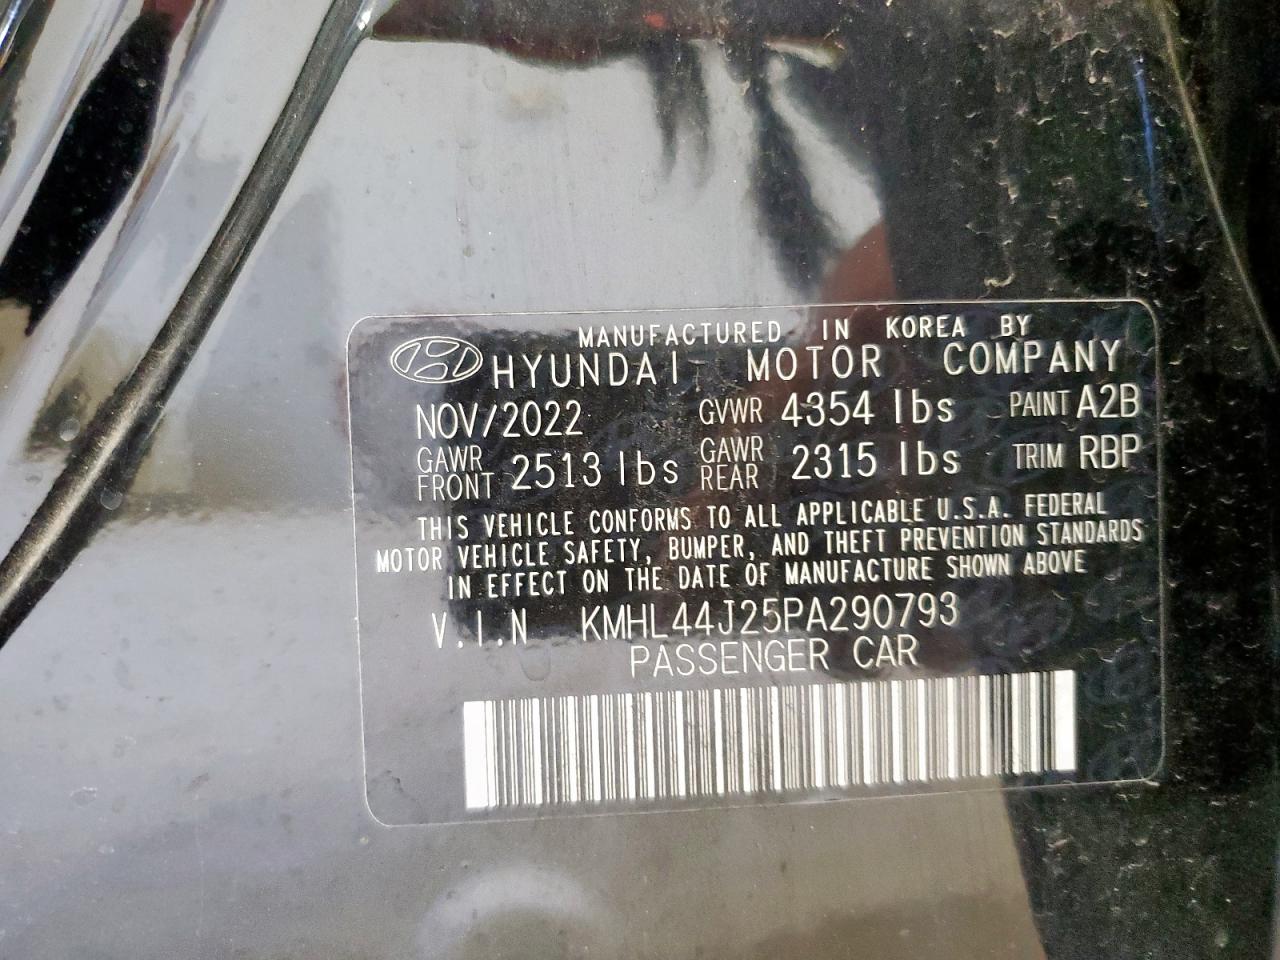 MANUFACTURED IN KOREA BY
HYUNDAI MOTOR COMPANY
NOV/2022 GVWR 4354 lbs PAINT A2B
GAWR FRONT 2513 lbs GAWR REAR 2315 lbs TRIM RBP
THIS VEHICLE CONFORMS TO ALL APPLICABLE U.S.A. FEDERAL
MOTOR VEHICLE SAFETY, BUMPER, AND THEFT PREVENTION STANDARDS
IN EFFECT ON THE DATE OF MANUFACTURE SHOWN ABOVE
V.I.N KMHL44J25PA290793
PASSENGER CAR